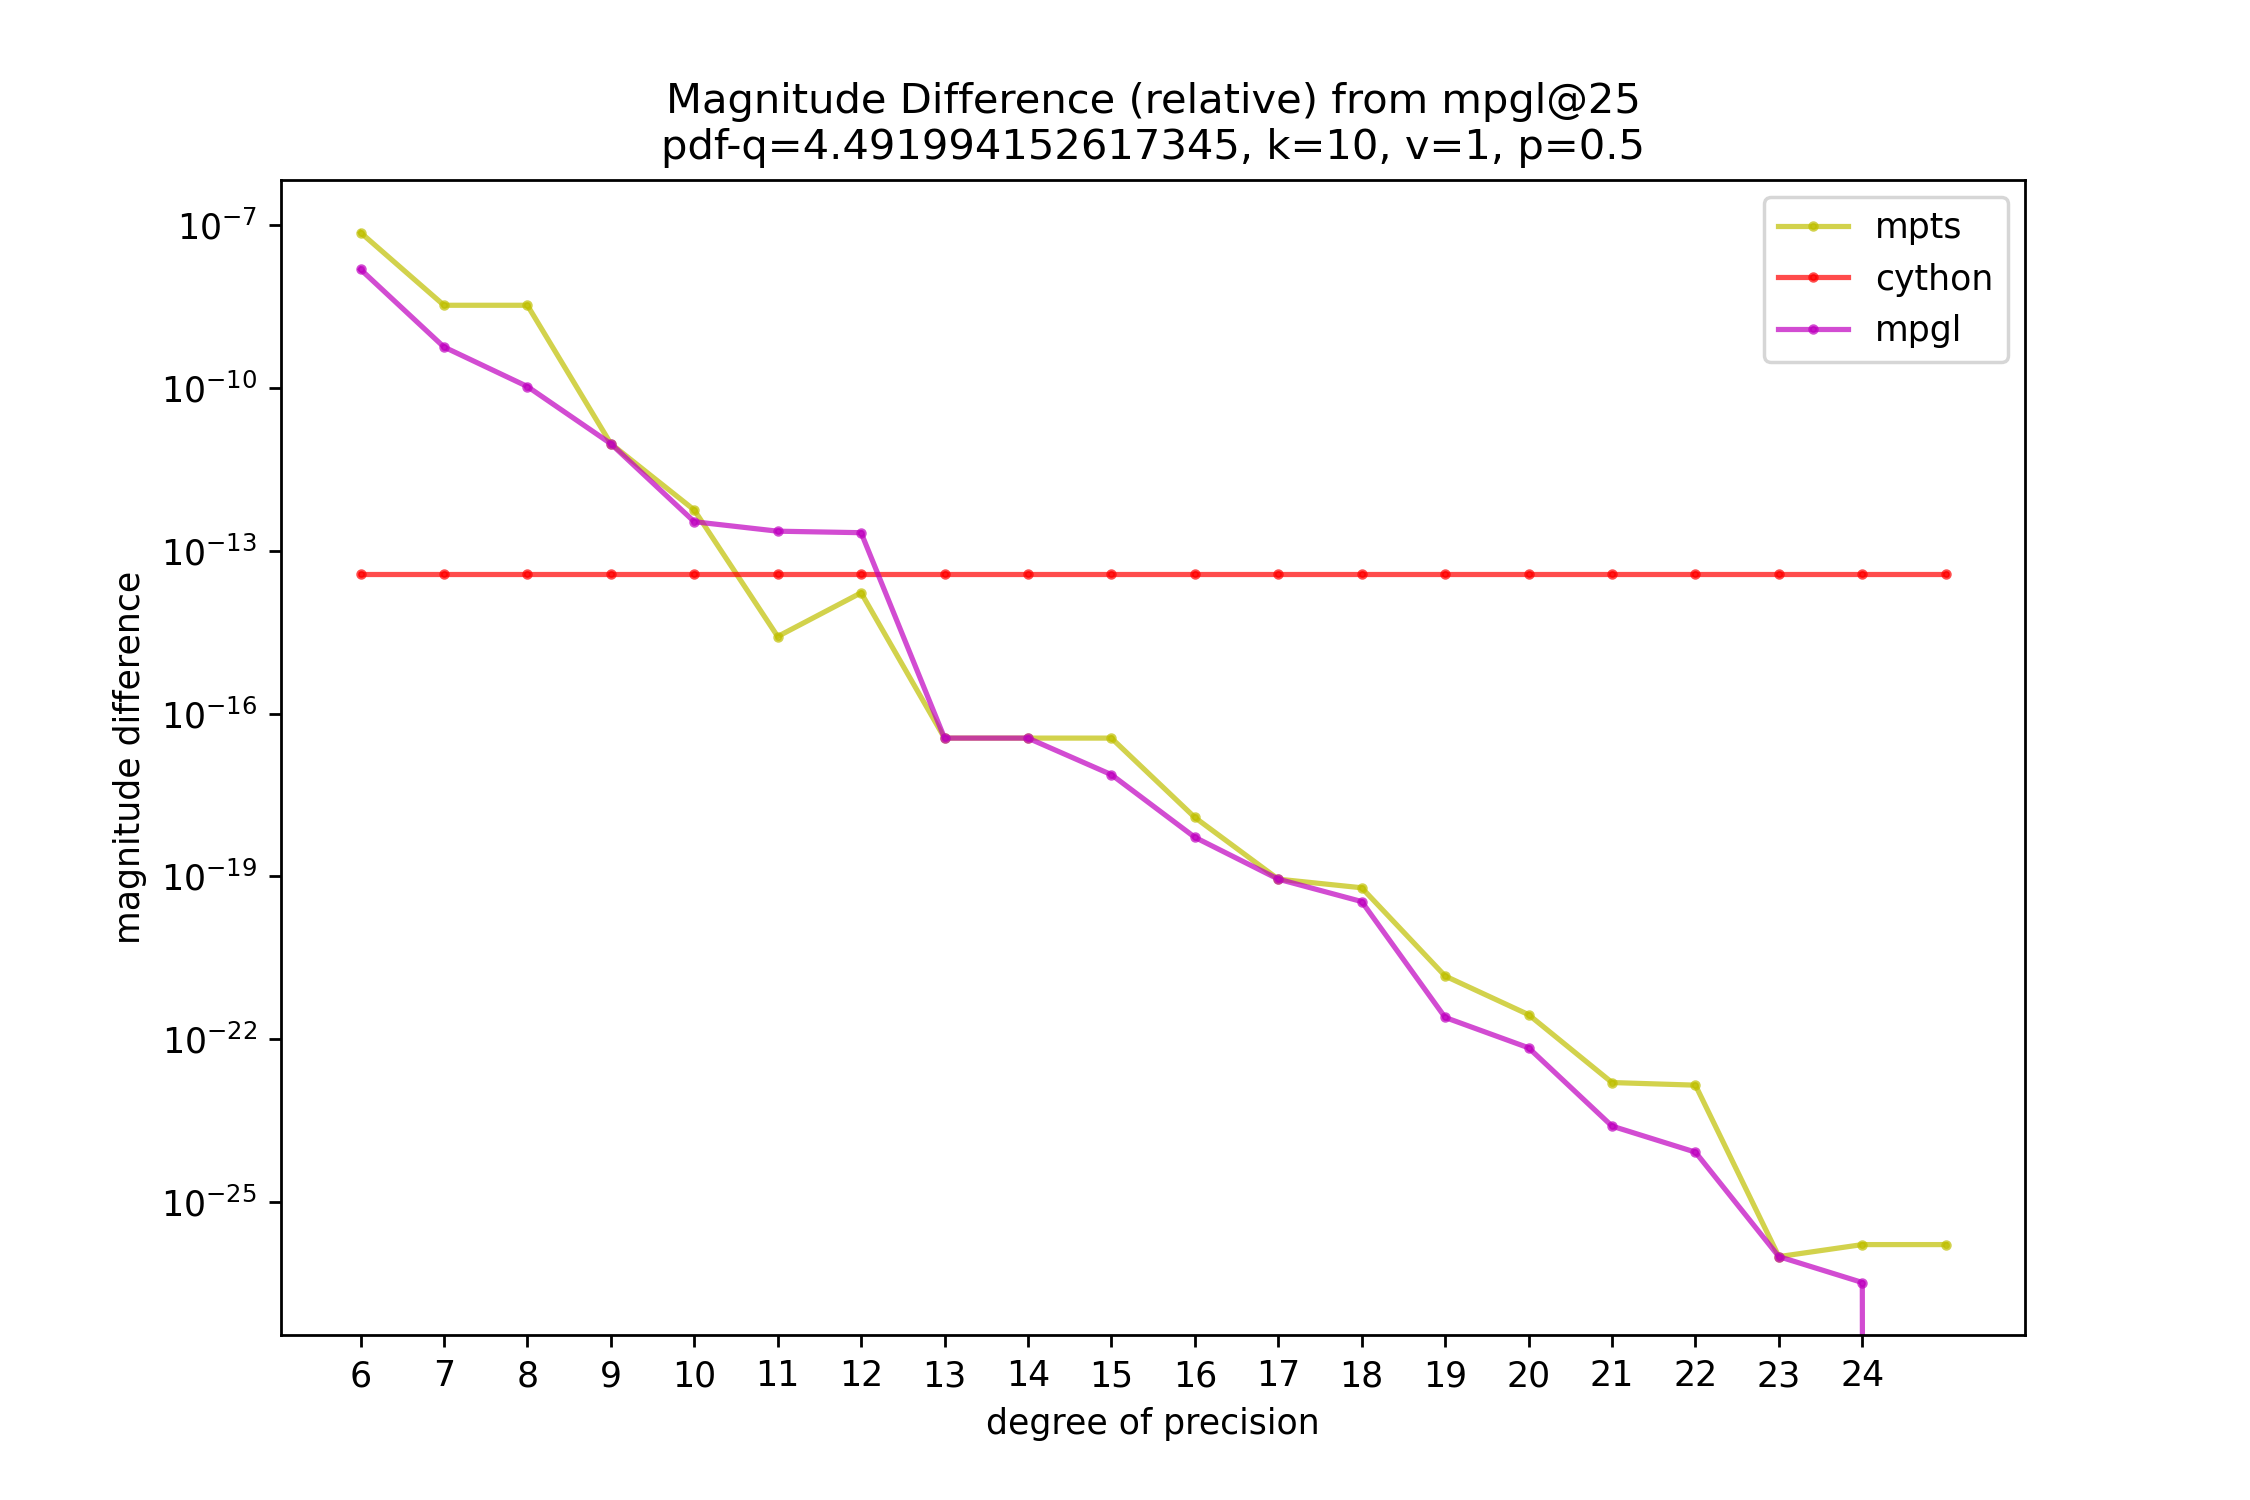 Magnitude Difference (relative) from mpgl@25
pdf-q=4.491994152617345, k=10, v=1, p=0.5
mpts
cython
mpgl
magnitude difference
10⁻⁷
10⁻¹⁰
10⁻¹³
10⁻¹⁶
10⁻¹⁹
10⁻²²
10⁻²⁵
6 7 8 9 10 11 12 13 14 15 16 17 18 19 20 21 22 23 24
degree of precision